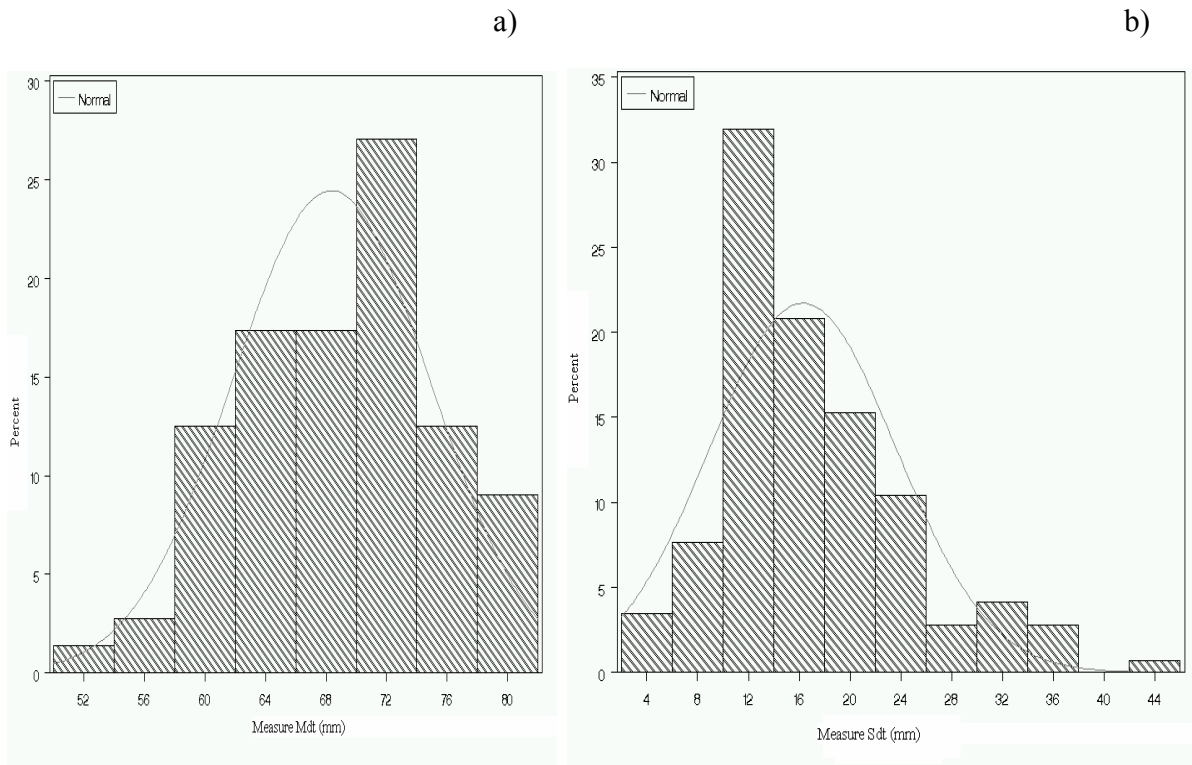 a)
b)
Normal
30
25
20
15
10
5
0
Percent
52 56 60 64 68 72 76 80
Measure Mdt (mm)
Normal
35
30
25
20
15
10
5
0
Percent
4 8 12 16 20 24 28 32 36 40 44
Measure Sdt (mm)